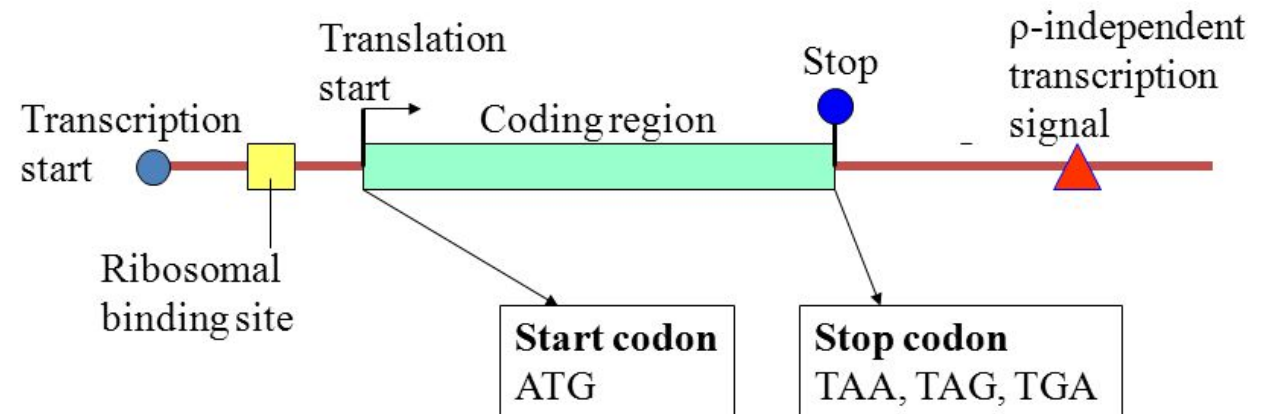 Transcription
start
Ribosomal
binding site
Translation
start
Coding region
Stop
ρ-independent
transcription
signal
Start codon
ATG
Stop codon
TAA, TAG, TGA